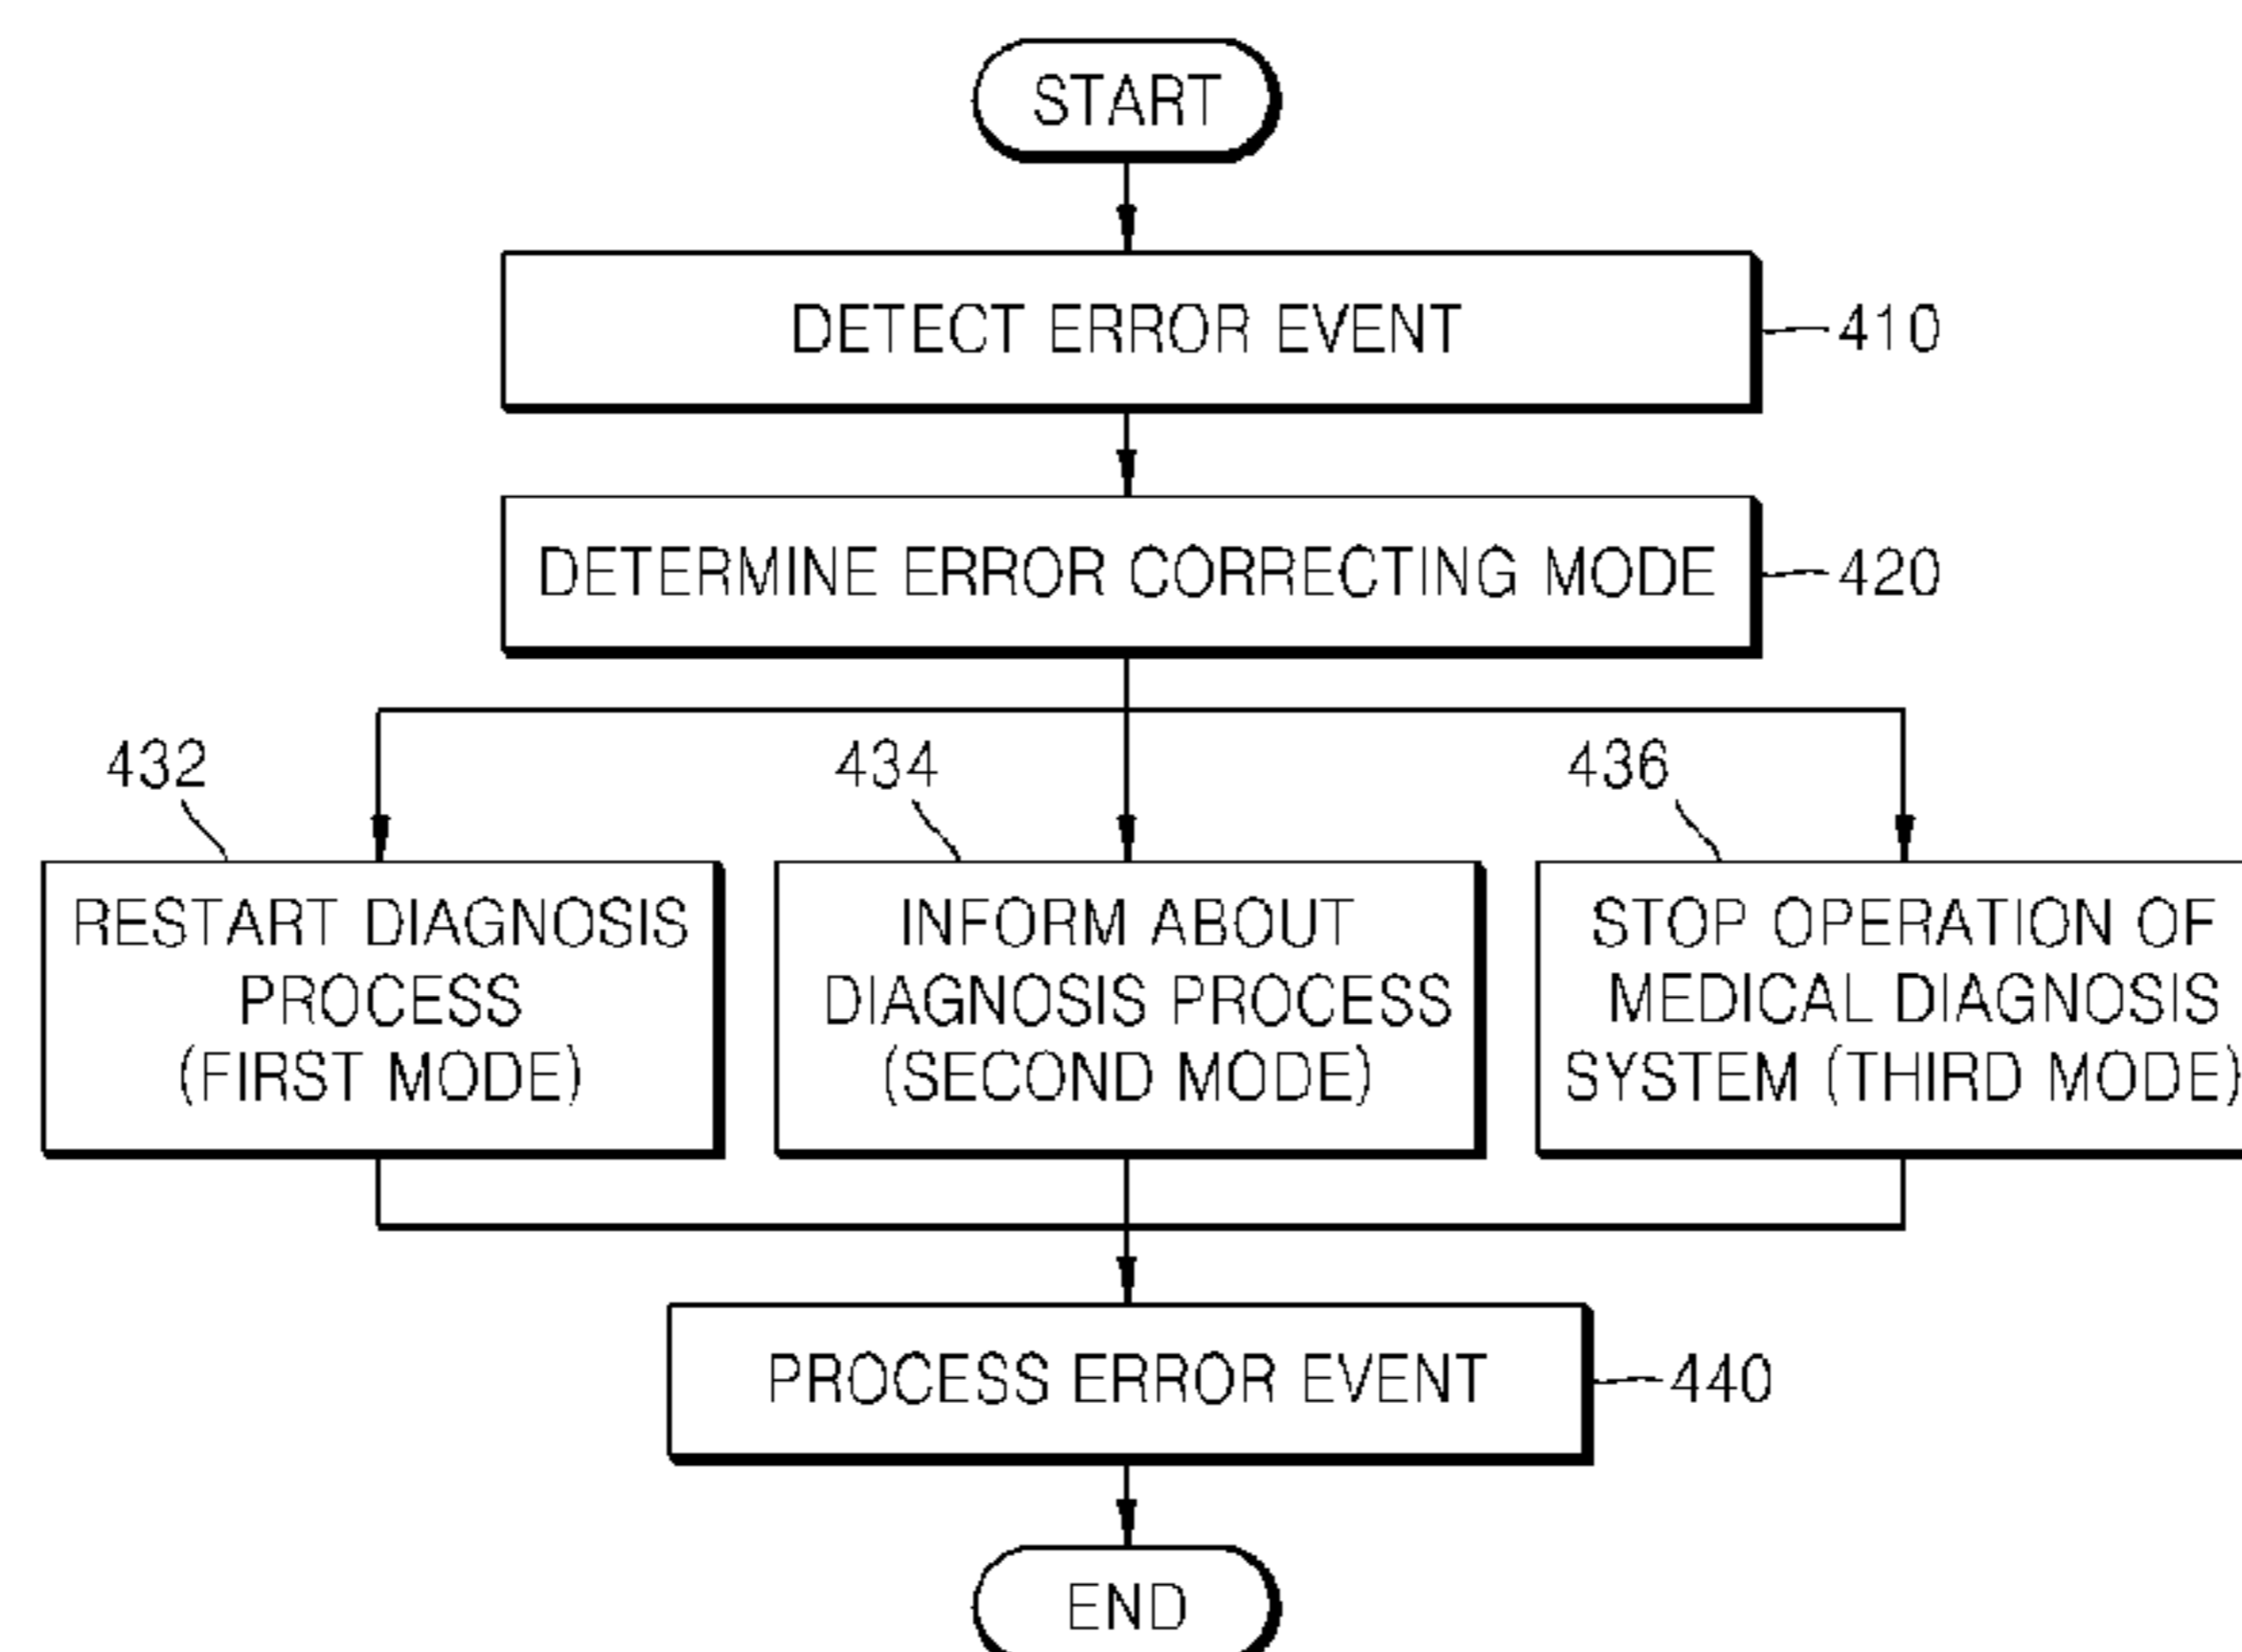 START
DETECT ERROR EVENT
410
DETERMINE ERROR CORRECTING MODE
420
432
RESTART DIAGNOSIS
PROCESS
(FIRST MODE)
434
INFORM ABOUT
DIAGNOSIS PROCESS
(SECOND MODE)
436
STOP OPERATION OF
MEDICAL DIAGNOSIS
SYSTEM (THIRD MODE)
PROCESS ERROR EVENT
440
END